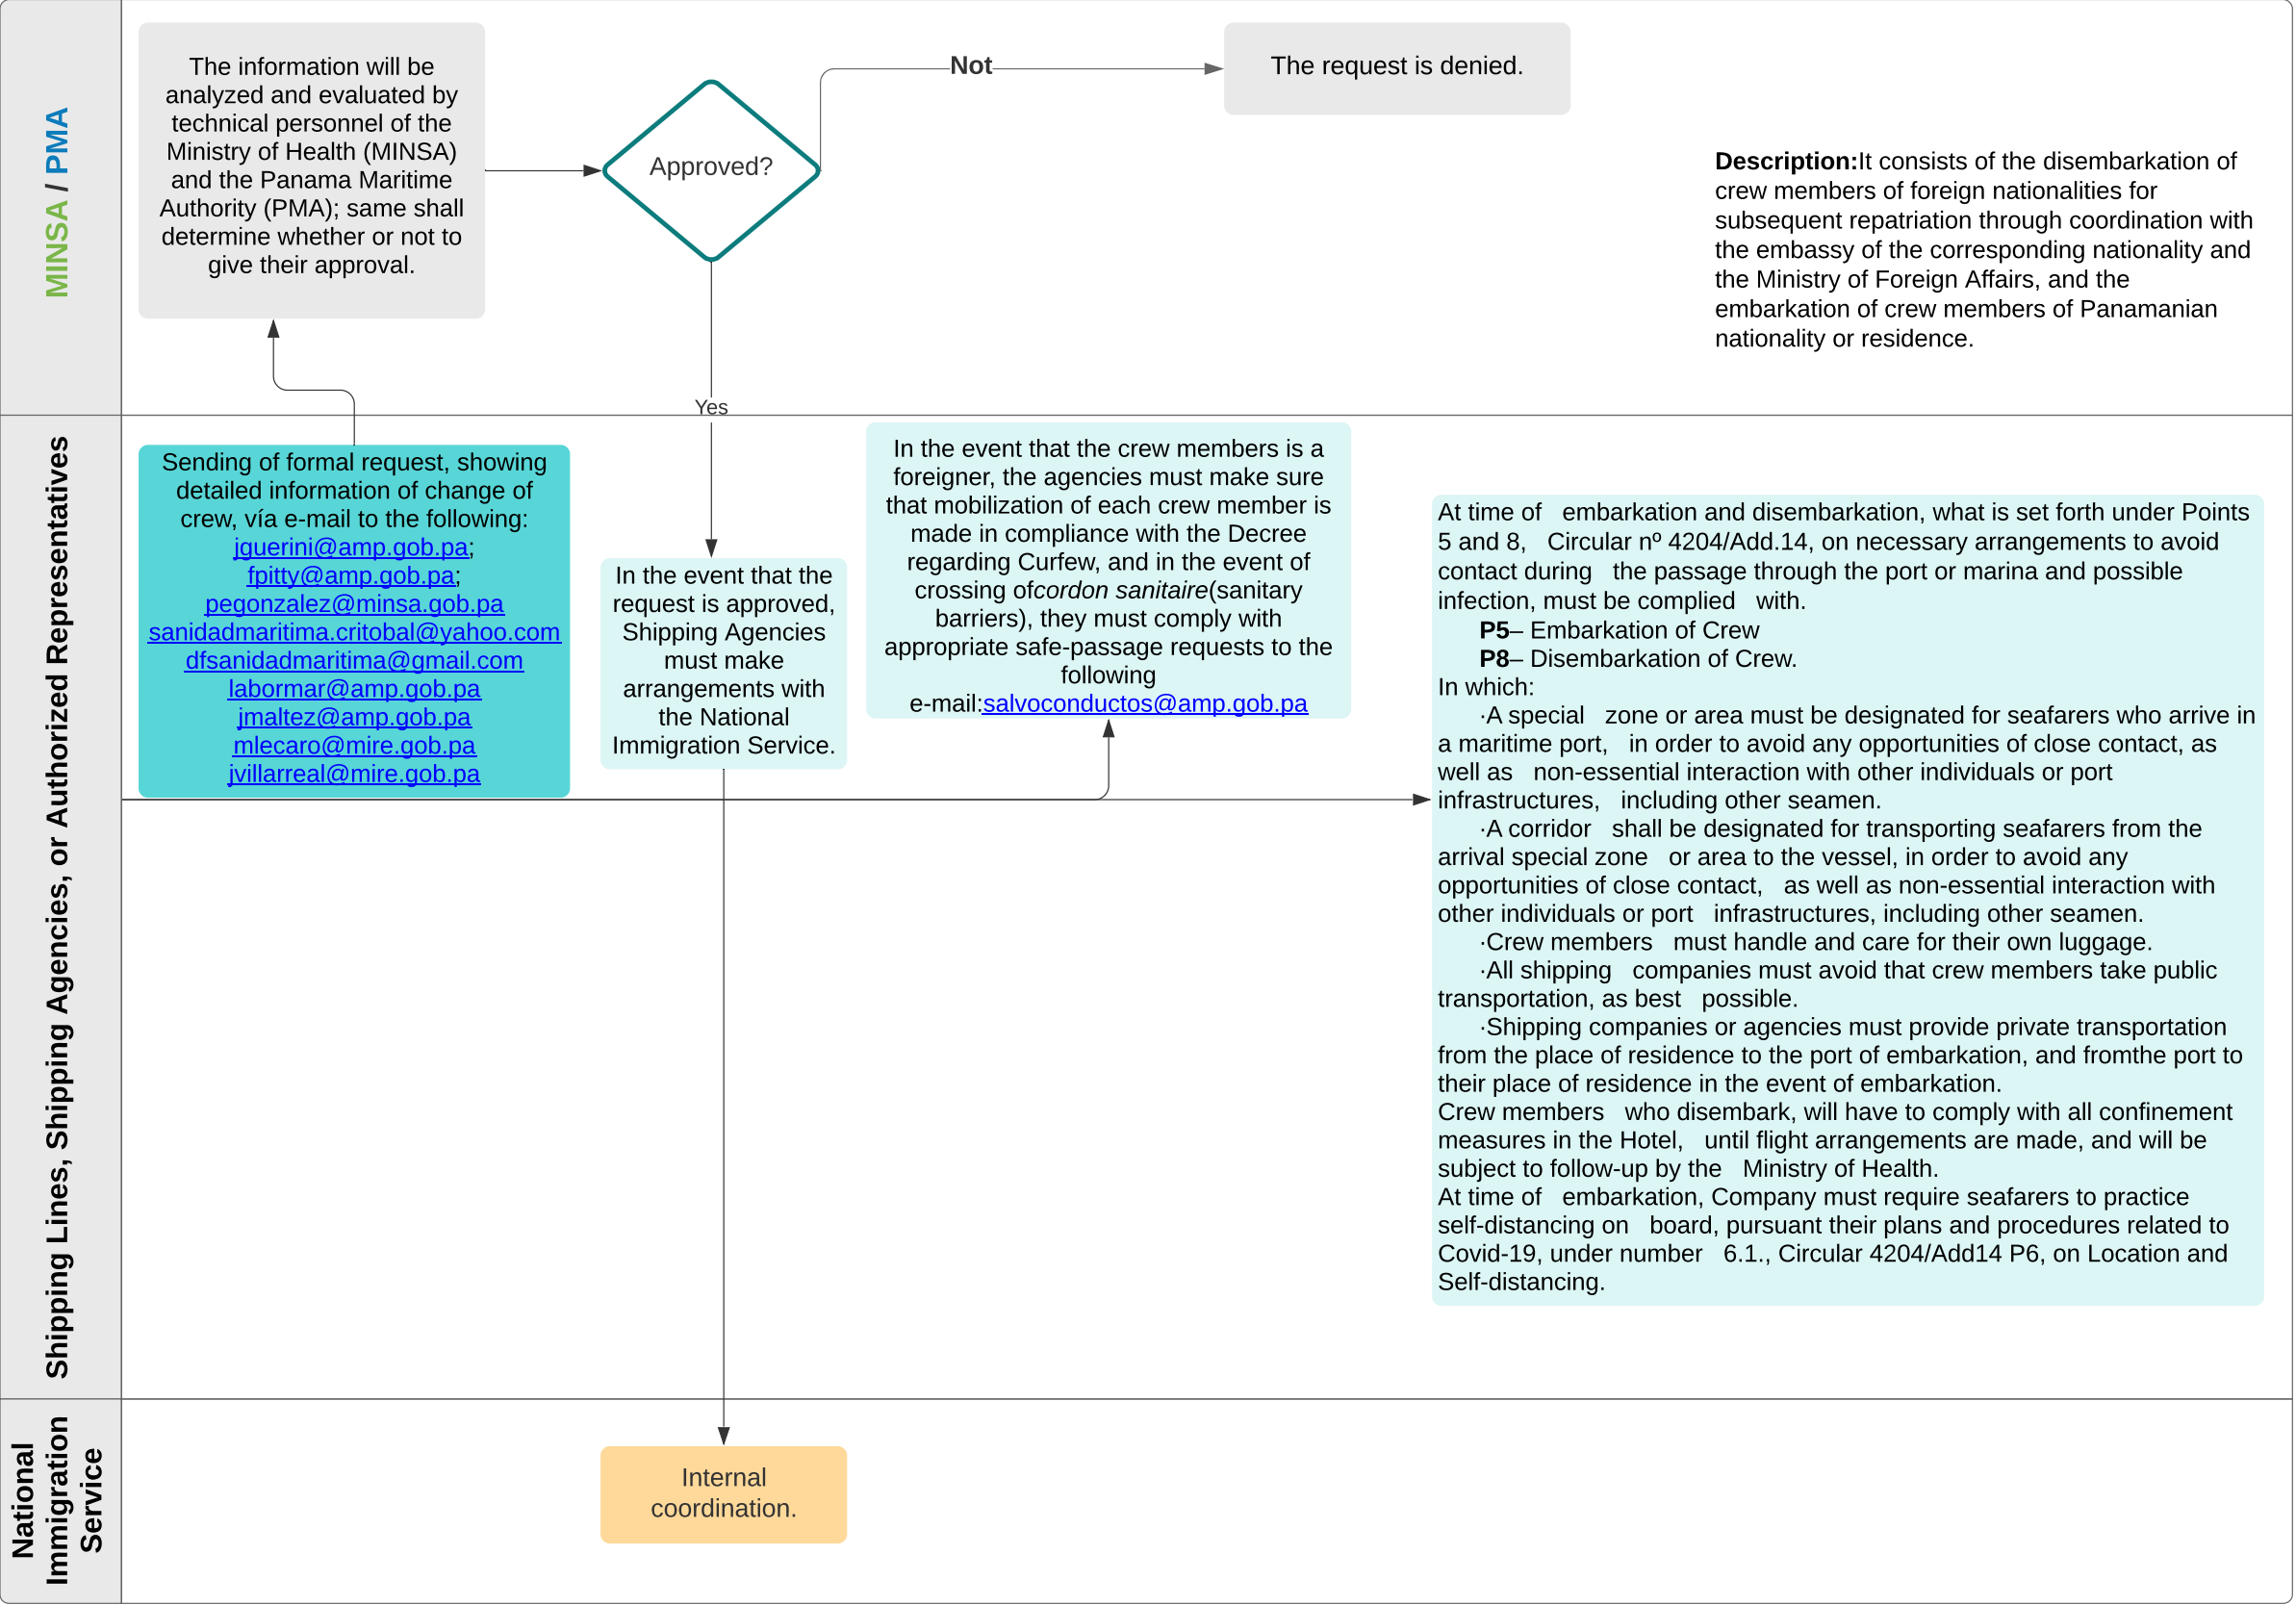 MINSA / PMA
The information will be
analyzed and evaluated by
technical personnel of the
Ministry of Health (MINSA)
and the Panama Maritime
Authority (PMA); same shall
determine whether or not to
give their approval.
Approved?
Not
The request is denied.
Description:It consists of the disembarkation of
crew members of foreign nationalities for
subsequent repatriation through coordination with
the embassy of the corresponding nationality and
the Ministry of Foreign Affairs, and the
embarkation of crew members of Panamanian
nationality or residence.
Yes
Shipping Lines, Shipping Agencies, or Authorized Representatives
Sending of formal request, showing
detailed information of change of
crew, vía e-mail to the following:
jguerini@amp.gob.pa;
fpitty@amp.gob.pa;
pegonzalez@minsa.gob.pa
sanidadmaritima.critobal@yahoo.com
dfsanidadmaritima@gmail.com
labormar@amp.gob.pa
jmaltez@amp.gob.pa
mlecaro@mire.gob.pa
jvillarreal@mire.gob.pa
In the event that the
request is approved,
Shipping Agencies
must make
arrangements with
the National
Immigration Service.
In the event that the crew members is a
foreigner, the agencies must make sure
that mobilization of each crew member is
made in compliance with the Decree
regarding Curfew, and in the event of
crossing ofcordon sanitaire(sanitary
barriers), they must comply with
appropriate safe-passage requests to the
following
e-mail:salvoconductos@amp.gob.pa
At time of embarkation and disembarkation, what is set forth under Points
5 and 8, Circular nº 4204/Add.14, on necessary arrangements to avoid
contact during the passage through the port or marina and possible
infection, must be complied with.
P5– Embarkation of Crew
P8– Disembarkation of Crew.
In which:
·A special zone or area must be designated for seafarers who arrive in
a maritime port, in order to avoid any opportunities of close contact, as
well as non-essential interaction with other individuals or port
infrastructures, including other seamen.
·A corridor shall be designated for transporting seafarers from the
arrival special zone or area to the vessel, in order to avoid any
opportunities of close contact, as well as non-essential interaction with
other individuals or port infrastructures, including other seamen.
·Crew members must handle and care for their own luggage.
·All shipping companies must avoid that crew members take public
transportation, as best possible.
·Shipping companies or agencies must provide private transportation
from the place of residence to the port of embarkation, and fromthe port to
their place of residence in the event of embarkation.
Crew members who disembark, will have to comply with all confinement
measures in the Hotel, until flight arrangements are made, and will be
subject to follow-up by the Ministry of Health.
At time of embarkation, Company must require seafarers to practice
self-distancing on board, pursuant their plans and procedures related to
Covid-19, under number 6.1., Circular 4204/Add14 P6, on Location and
Self-distancing.
National
Immigration
Service
Internal
coordination.